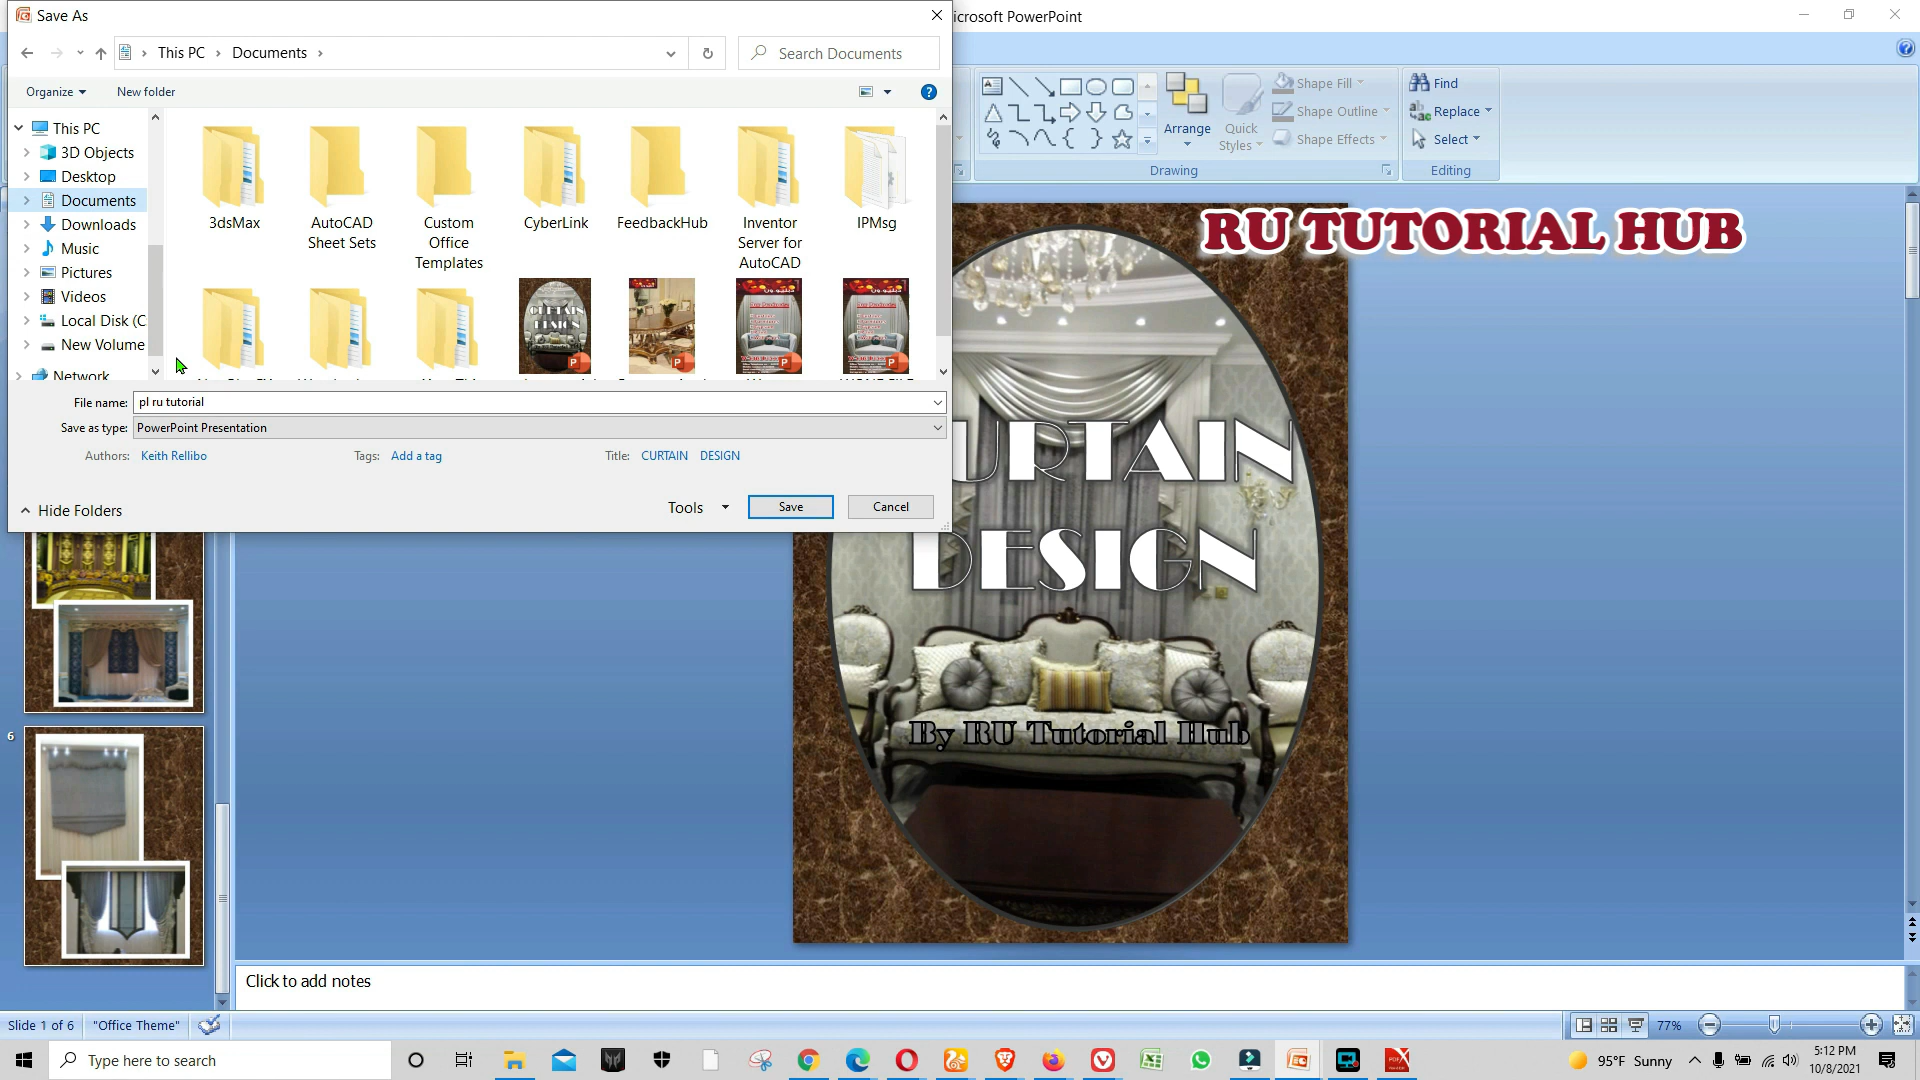 Save As
icrosoft PowerPoint
This PC
Documents
Search Documents
Organize
New folder
This PC
3D Objects
Desktop
Documents
Downloads
Music
Pictures
Videos
Local Disk (C
New Volume
Network
3dsMax
AutoCAD
Sheet Sets
Custom
Office
Templates
CyberLink
FeedbackHub
Inventor
Server for
AutoCAD
IPMsg
File name: pl ru tutorial
Save as type: PowerPoint Presentation
Authors: Keith Rellibo
Tags: Add a tag
Title: CURTAIN DESIGN
Hide Folders
Tools
Save
Cancel
Arrange
Quick
Styles
Shape Fill
Shape Outline
Shape Effects
Drawing
Find
Replace
Select
Editing
RU TUTORIAL HUB
URTAIN
DESIGN
By RU Tutorial Hub
6
Click to add notes
Slide 1 of 6
"Office Theme"
77%
Type here to search
95°F Sunny
5:12 PM
10/8/2021